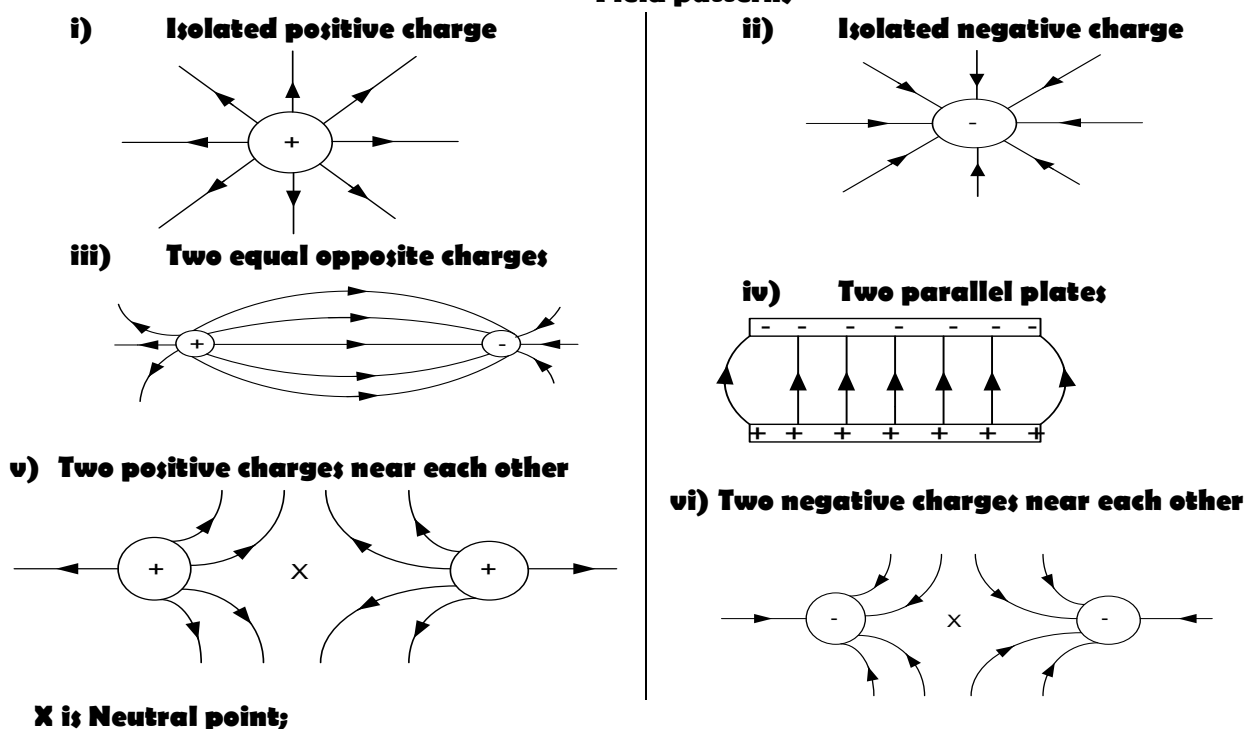 Field patterns
i) Isolated positive charge
+
iii) Two equal opposite charges
+ -
v) Two positive charges near each other
+ X +
X is Neutral point;
ii) Isolated negative charge
-
iv) Two parallel plates
- - - - - - -
+ + + + + + +
vi) Two negative charges near each other
- X -